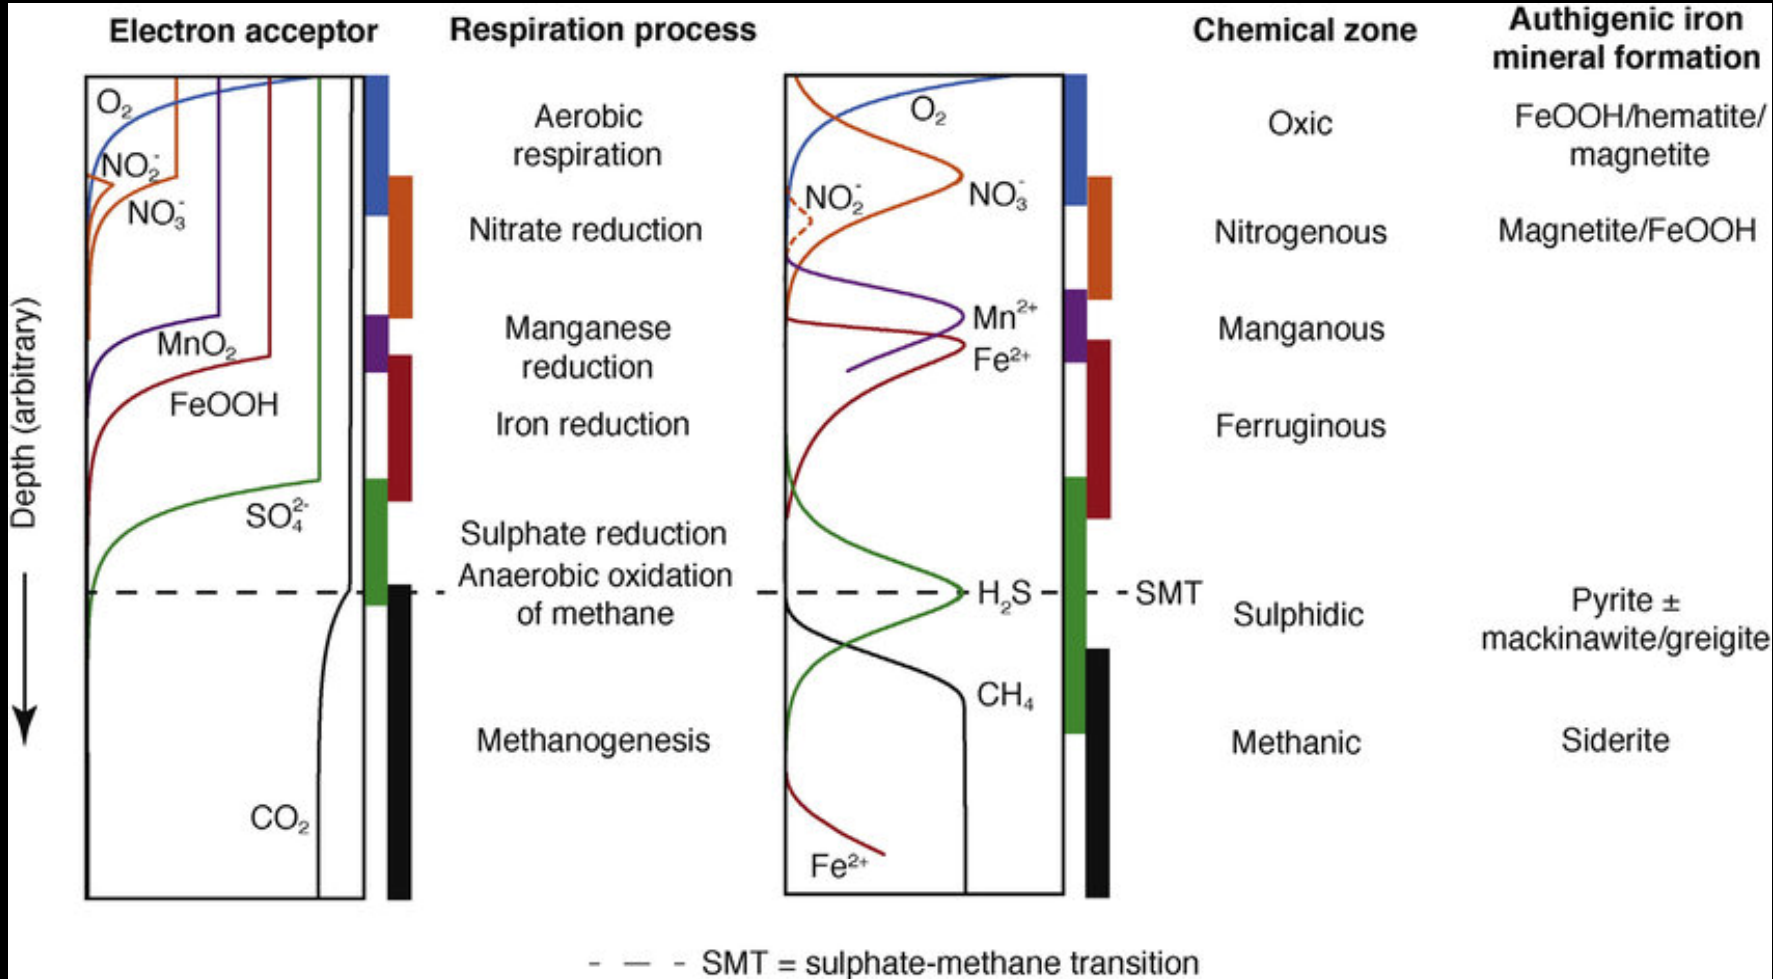 Electron acceptor
Respiration process
Chemical zone
Authigenic iron
mineral formation
Depth (arbitrary)
O₂
NO₂⁻
NO₃⁻
MnO₂
FeOOH
SO₄²⁻
CO₂
Aerobic
respiration
Nitrate reduction
Manganese
reduction
Iron reduction
Sulphate reduction
Anaerobic oxidation
of methane
Methanogenesis
O₂
NO₂⁻
NO₃⁻
Mn²⁺
Fe²⁺
H₂S
SMT
CH₄
Fe²⁺
Oxic
Nitrogenous
Manganous
Ferruginous
Sulphidic
Methanic
FeOOH/hematite/
magnetite
Magnetite/FeOOH
Pyrite ±
mackinawite/greigite
Siderite
SMT = sulphate-methane transition